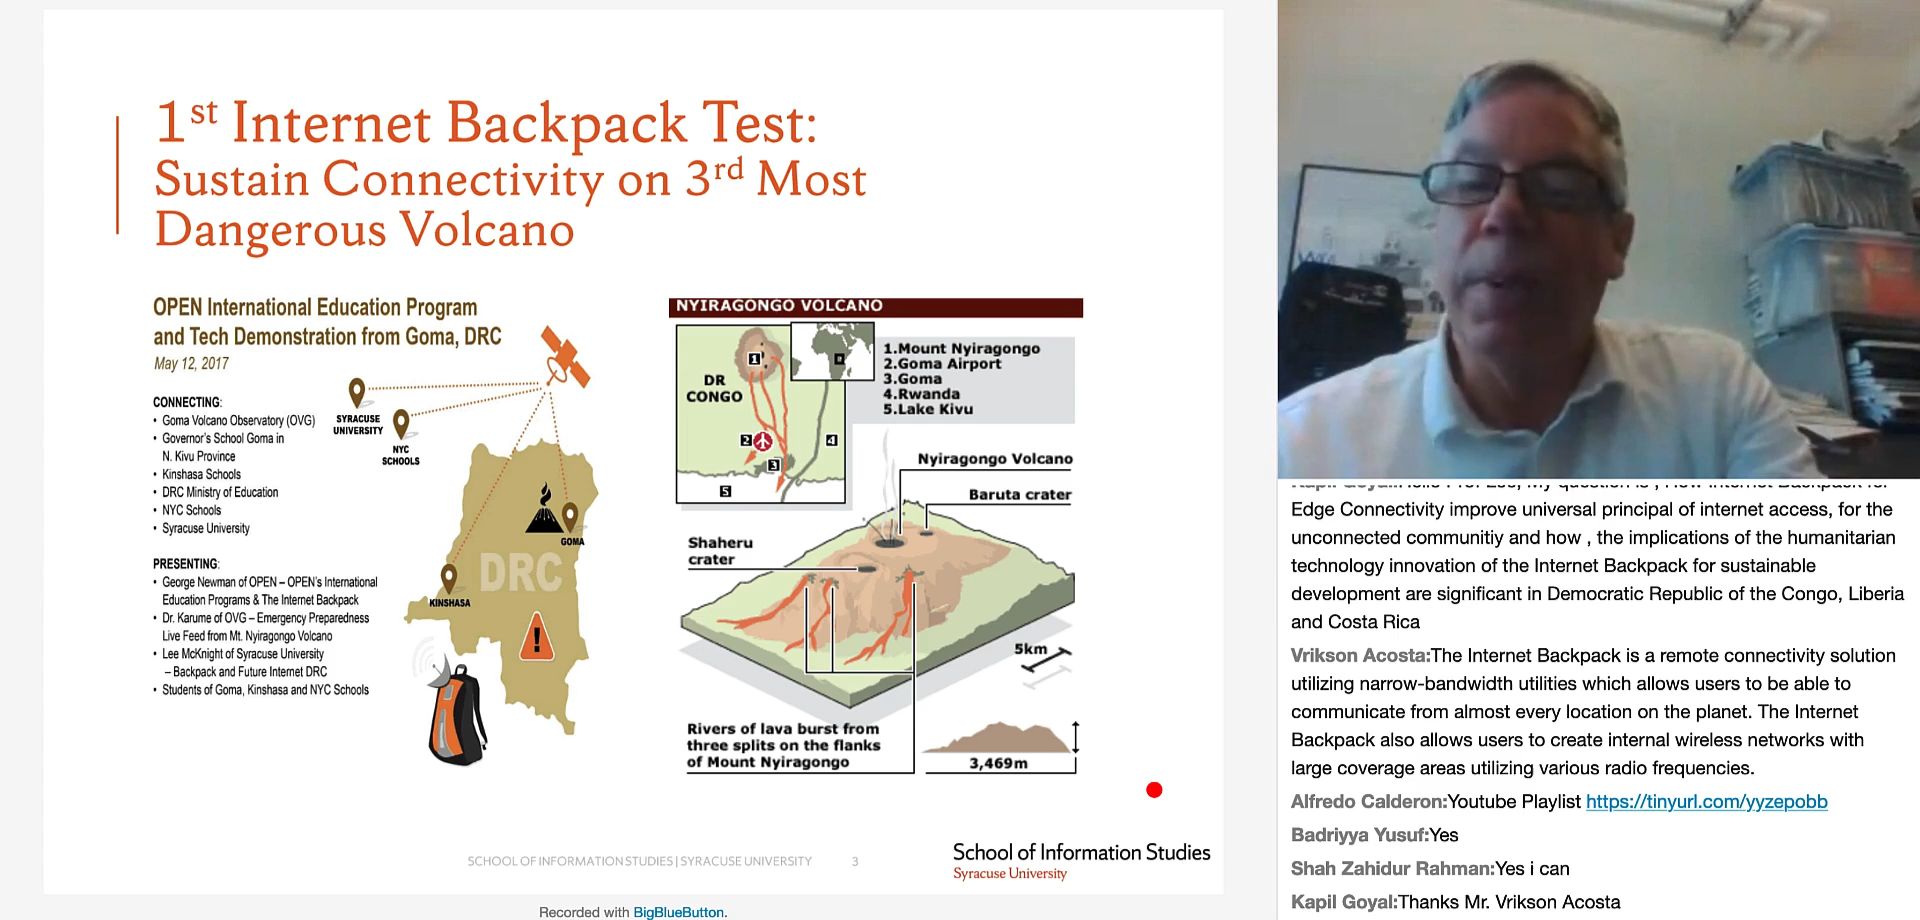 1st Internet Backpack Test:
Sustain Connectivity on 3rd Most
Dangerous Volcano
OPEN International Education Program
and Tech Demonstration from Goma, DRC
May 12, 2017
CONNECTING:
• Goma Volcano Observatory (OVG)
• Governor's School Goma in
N. Kivu Province
• Kinshasa Schools
• DRC Ministry of Education
• NYC Schools
• Syracuse University
PRESENTING:
• George Newman of OPEN – OPEN's International
Education Programs & The Internet Backpack
• Dr. Karume of OVG – Emergency Preparedness
Live Feed from Mt. Nyiragongo Volcano
• Lee McKnight of Syracuse University
– Backpack and Future Internet DRC
• Students of Goma, Kinshasa and NYC Schools
SYRACUSE
UNIVERSITY
NYC
SCHOOLS
GOMA
DRC
KINSHASA
!
NYIRAGONGO VOLCANO
1
DR
CONGO
2
4
3
5
1.Mount Nyiragongo
2.Goma Airport
3.Goma
4.Rwanda
5.Lake Kivu
Nyiragongo Volcano
Baruta crater
Shaheru
crater
5km
Rivers of lava burst from
three splits on the flanks
of Mount Nyiragongo
3,469m
SCHOOL OF INFORMATION STUDIES | SYRACUSE UNIVERSITY 3
School of Information Studies
Syracuse University
Recorded with BigBlueButton.
Edge Connectivity improve universal principal of internet access, for the
unconnected communitiy and how , the implications of the humanitarian
technology innovation of the Internet Backpack for sustainable
development are significant in Democratic Republic of the Congo, Liberia
and Costa Rica
Vrikson Acosta:The Internet Backpack is a remote connectivity solution
utilizing narrow-bandwidth utilities which allows users to be able to
communicate from almost every location on the planet. The Internet
Backpack also allows users to create internal wireless networks with
large coverage areas utilizing various radio frequencies.
Alfredo Calderon:Youtube Playlist https://tinyurl.com/yyzepobb
Badriyya Yusuf:Yes
Shah Zahidur Rahman:Yes i can
Kapil Goyal:Thanks Mr. Vrikson Acosta